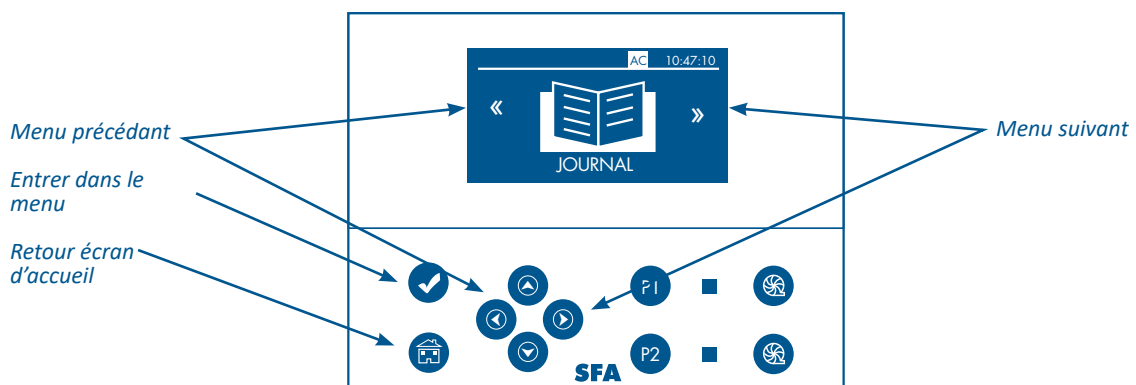 AC 10:47:10
«
»
JOURNAL
Menu précédant
Menu suivant
Entrer dans le
menu
Retour écran
d'accueil
P1
P2
SFA